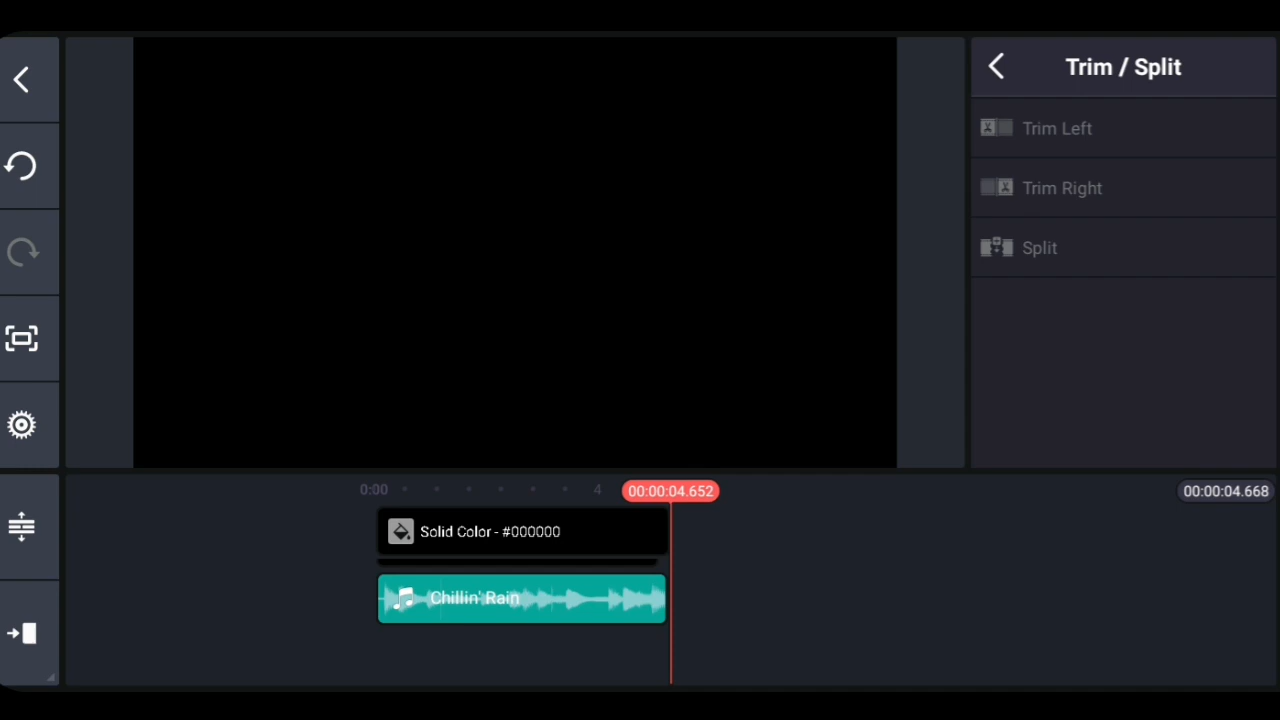 Trim / Split
Trim Left
Trim Right
Split
0:00
4
00:00:04.652
00:00:04.668
Solid Color - #000000
Chillin' Rain